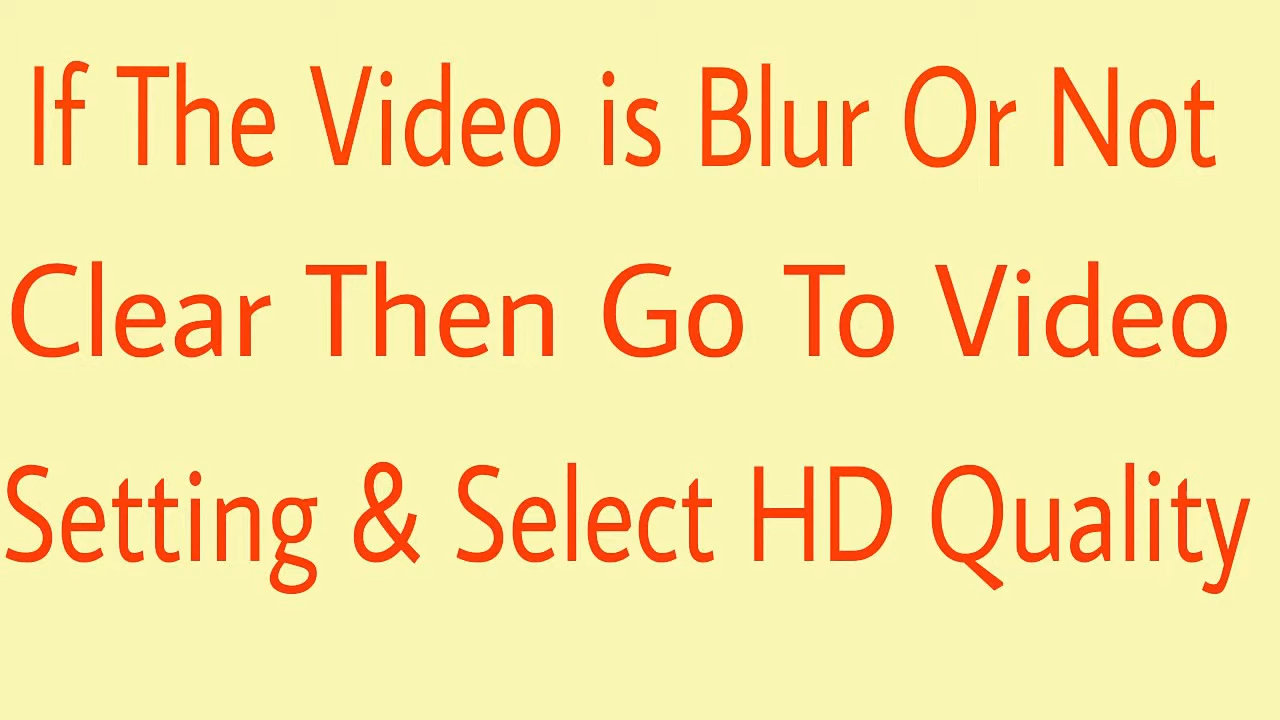 If The Video is Blur Or Not
Clear Then Go To Video
Setting & Select HD Quality